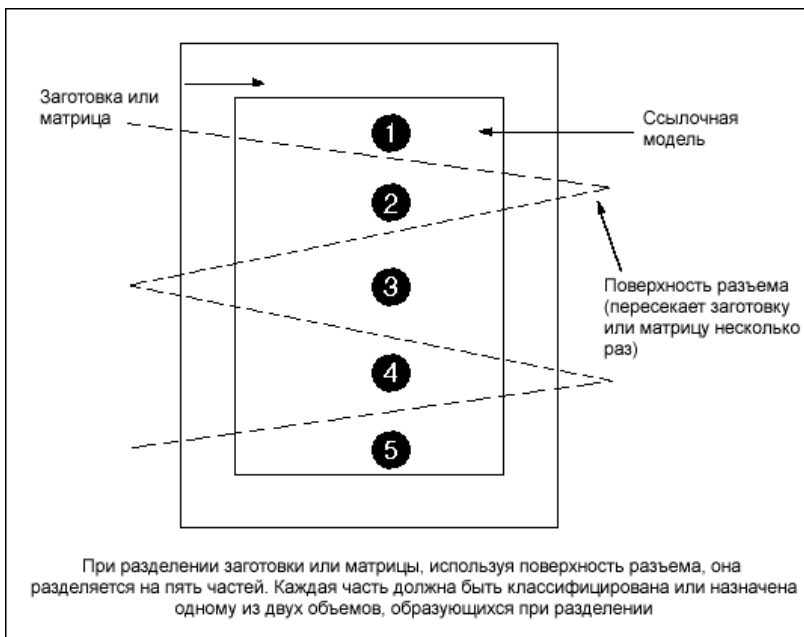 Заготовка или
матрица
1
Ссылочная
модель
2
3
Поверхность разъема
(пересекает заготовку
или матрицу несколько
раз)
4
5
При разделении заготовки или матрицы, используя поверхность разъема, она
разделяется на пять частей. Каждая часть должна быть классифицирована или назначена
одному из двух объемов, образующихся при разделении